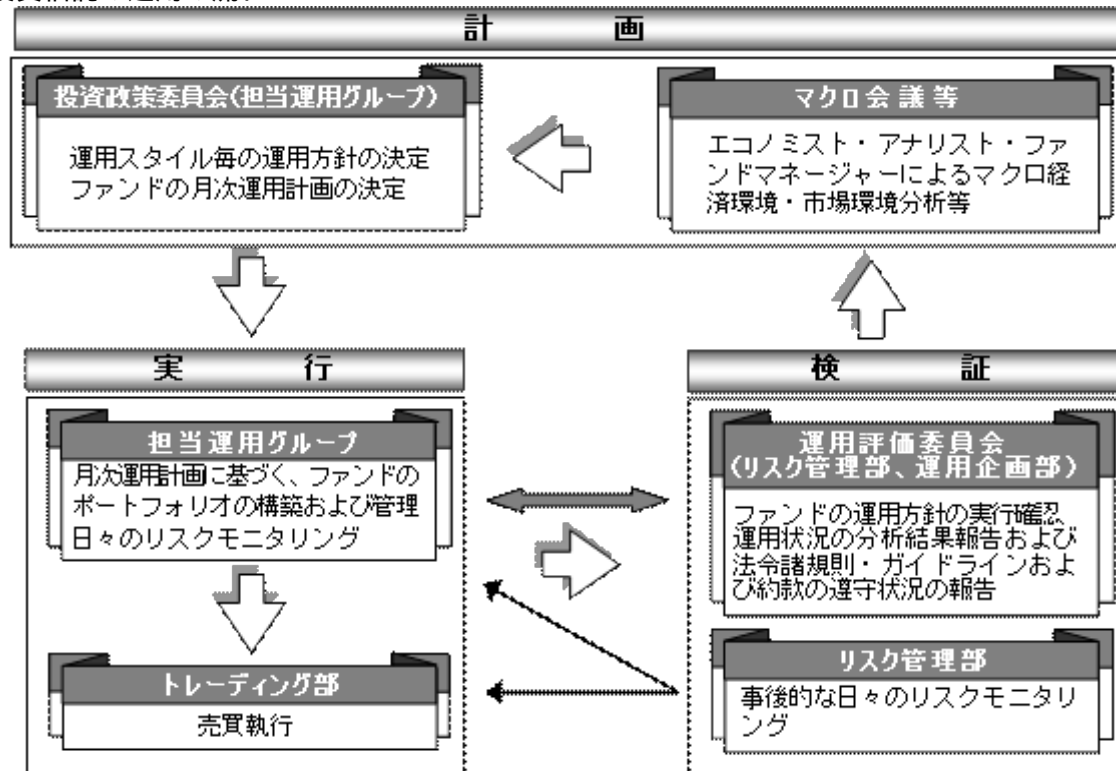 計 画
投資政策委員会(担当運用グループ)
運用スタイル毎の運用方針の決定
ファンドの月次運用計画の決定
マクロ会議等
エコノミスト・アナリスト・ファ
ンドマネージャーによるマクロ経
済環境・市場環境分析等
実 行
担当運用グループ
月次運用計画に基づく、ファンドの
ポートフォリオの構築および管理
日々のリスクモニタリング
トレーディング部
売買執行
検 証
運用評価委員会
(リスク管理部、運用企画部)
ファンドの運用方針の実行確認
運用状況の分析結果報告および
法令諸規則・ガイドラインおよ
び約款の遵守状況の報告
リスク管理部
事後的な日々のリスクモニタリ
ング